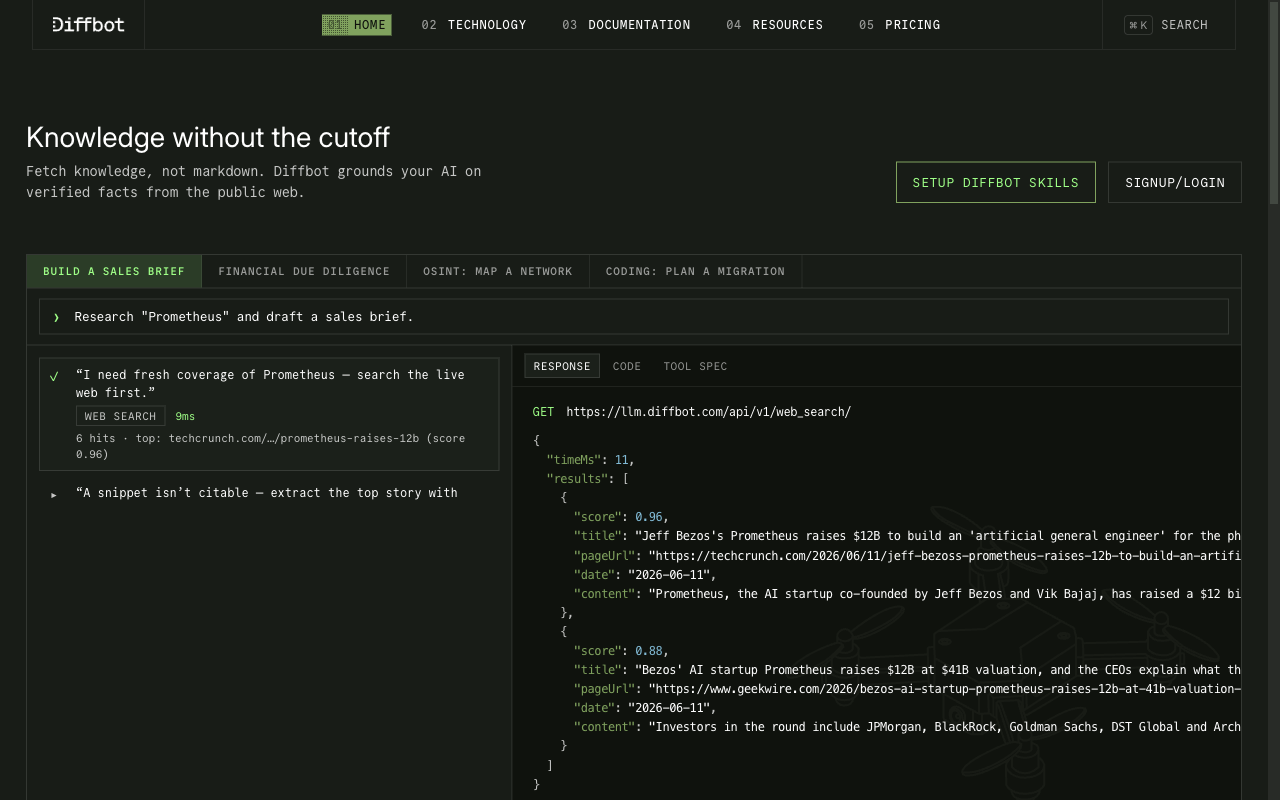 Diffbot
01 HOME
02 TECHNOLOGY
03 DOCUMENTATION
04 RESOURCES
05 PRICING
⌘ K SEARCH
Knowledge without the cutoff
Fetch knowledge, not markdown. Diffbot grounds your AI on
verified facts from the public web.
SETUP DIFFBOT SKILLS
SIGNUP/LOGIN
BUILD A SALES BRIEF
FINANCIAL DUE DILIGENCE
OSINT: MAP A NETWORK
CODING: PLAN A MIGRATION
❯ Research "Prometheus" and draft a sales brief.
✓ “I need fresh coverage of Prometheus — search the live
web first.”
WEB SEARCH 9ms
6 hits · top: techcrunch.com/…/prometheus-raises-12b (score
0.96)
▸ “A snippet isn’t citable — extract the top story with
RESPONSE
CODE
TOOL SPEC
GET https://llm.diffbot.com/api/v1/web_search/
{
"timeMs": 11,
"results": [
{
"score": 0.96,
"title": "Jeff Bezos's Prometheus raises $12B to build an 'artificial general engineer' for the ph
"pageUrl": "https://techcrunch.com/2026/06/11/jeff-bezoss-prometheus-raises-12b-to-build-an-artifi
"date": "2026-06-11",
"content": "Prometheus, the AI startup co-founded by Jeff Bezos and Vik Bajaj, has raised a $12 bi
},
{
"score": 0.88,
"title": "Bezos' AI startup Prometheus raises $12B at $41B valuation, and the CEOs explain what th
"pageUrl": "https://www.geekwire.com/2026/bezos-ai-startup-prometheus-raises-12b-at-41b-valuation-
"date": "2026-06-11",
"content": "Investors in the round include JPMorgan, BlackRock, Goldman Sachs, DST Global and Arch
}
]
}